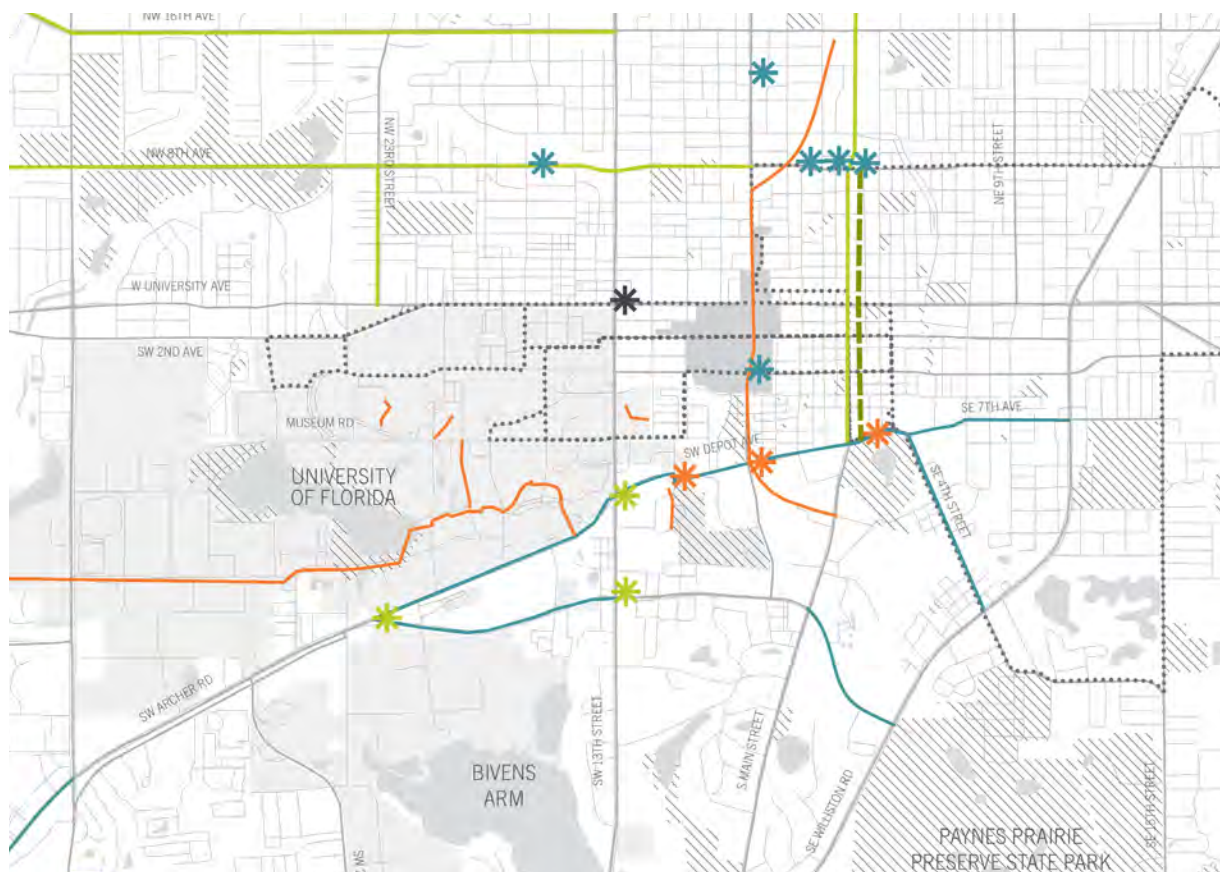 NW 16TH AVE
NW 8TH AVE
NW 23RD STREET
NE 9TH STREET
W UNIVERSITY AVE
SW 2ND AVE
MUSEUM RD
SE 7TH AVE
SW DEPOT AVE
UNIVERSITY
OF FLORIDA
SE 4TH STREET
SW ARCHER RD
SW 13TH STREET
S MAIN STREET
SE WILLISTON RD
BIVENS
ARM
SE 15TH STREET
PAYNES PRAIRIE
PRESERVE STATE PARK